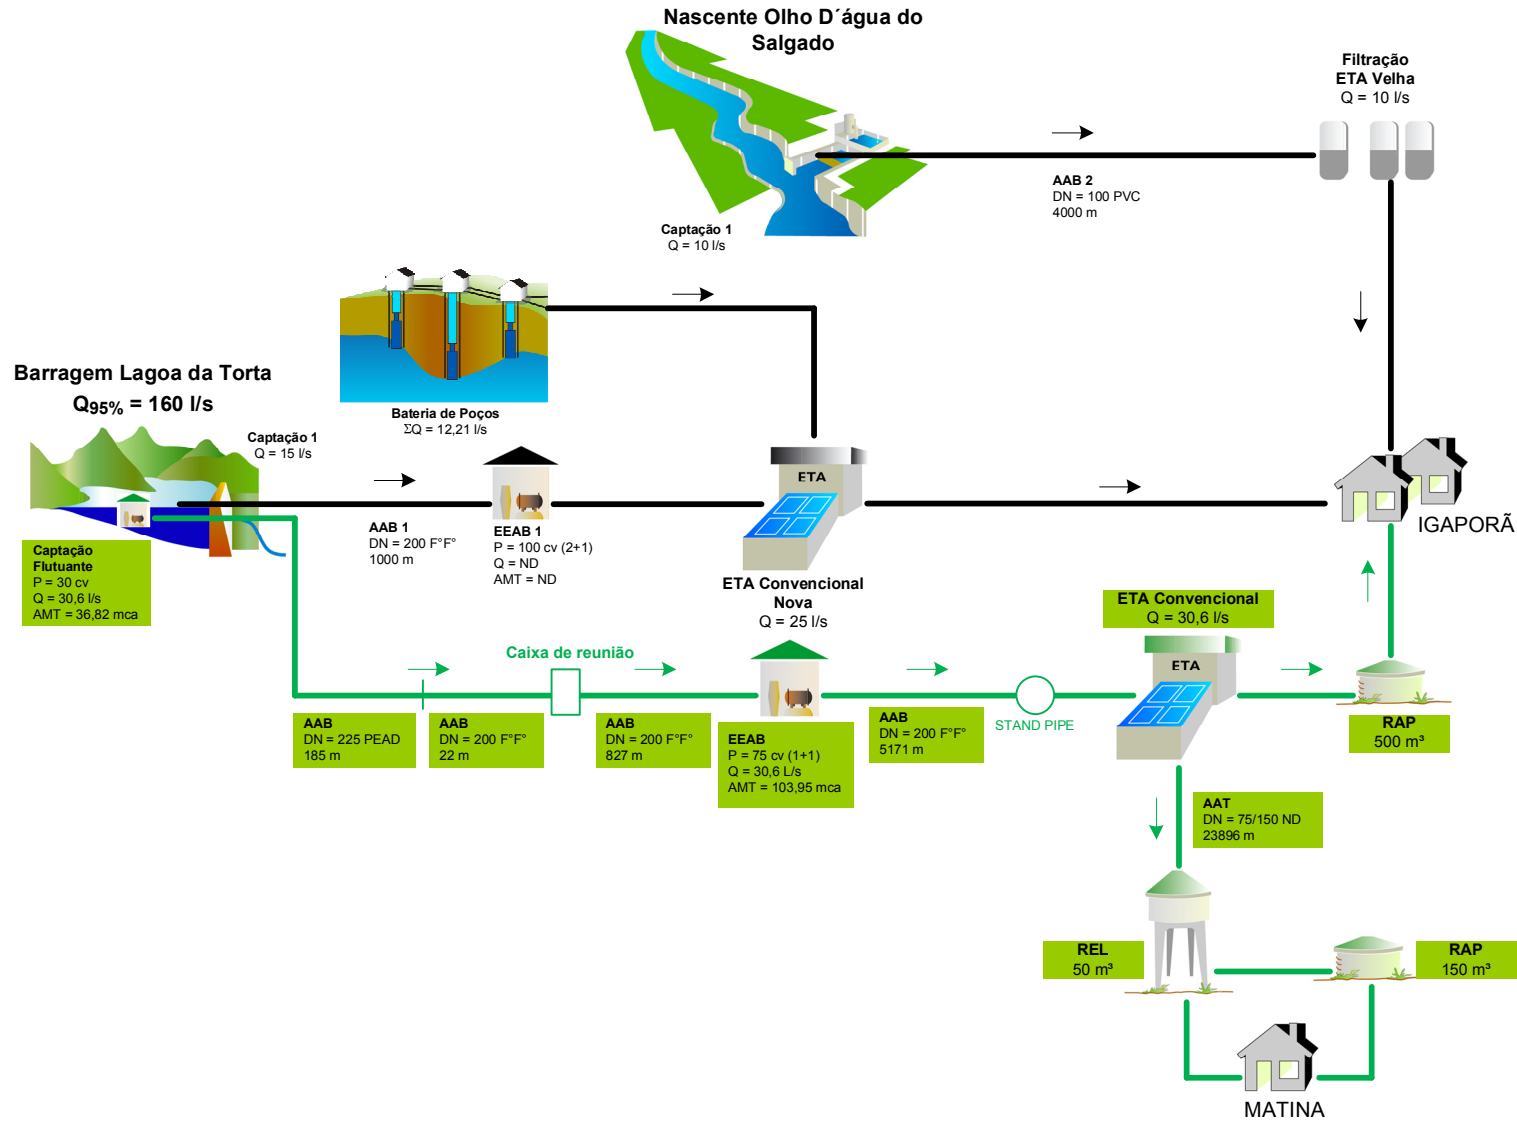 Nascente Olho D´água do
Salgado
Filtração
ETA Velha
Q = 10 l/s
AAB 2
DN = 100 PVC
4000 m
Captação 1
Q = 10 l/s
Bateria de Poços
ΣQ = 12,21 l/s
Barragem Lagoa da Torta
Q95% = 160 l/s
Captação 1
Q = 15 l/s
AAB 1
DN = 200 F°F°
1000 m
EEAB 1
P = 100 cv (2+1)
Q = ND
AMT = ND
ETA
ETA Convencional
Nova
Q = 25 l/s
IGAPORÃ
Captação
Flutuante
P = 30 cv
Q = 30,6 l/s
AMT = 36,82 mca
Caixa de reunião
AAB
DN = 225 PEAD
185 m
AAB
DN = 200 F°F°
22 m
AAB
DN = 200 F°F°
827 m
EEAB
P = 75 cv (1+1)
Q = 30,6 L/s
AMT = 103,95 mca
AAB
DN = 200 F°F°
5171 m
STAND PIPE
ETA Convencional
Q = 30,6 l/s
ETA
RAP
500 m³
AAT
DN = 75/150 ND
23896 m
REL
50 m³
RAP
150 m³
MATINA